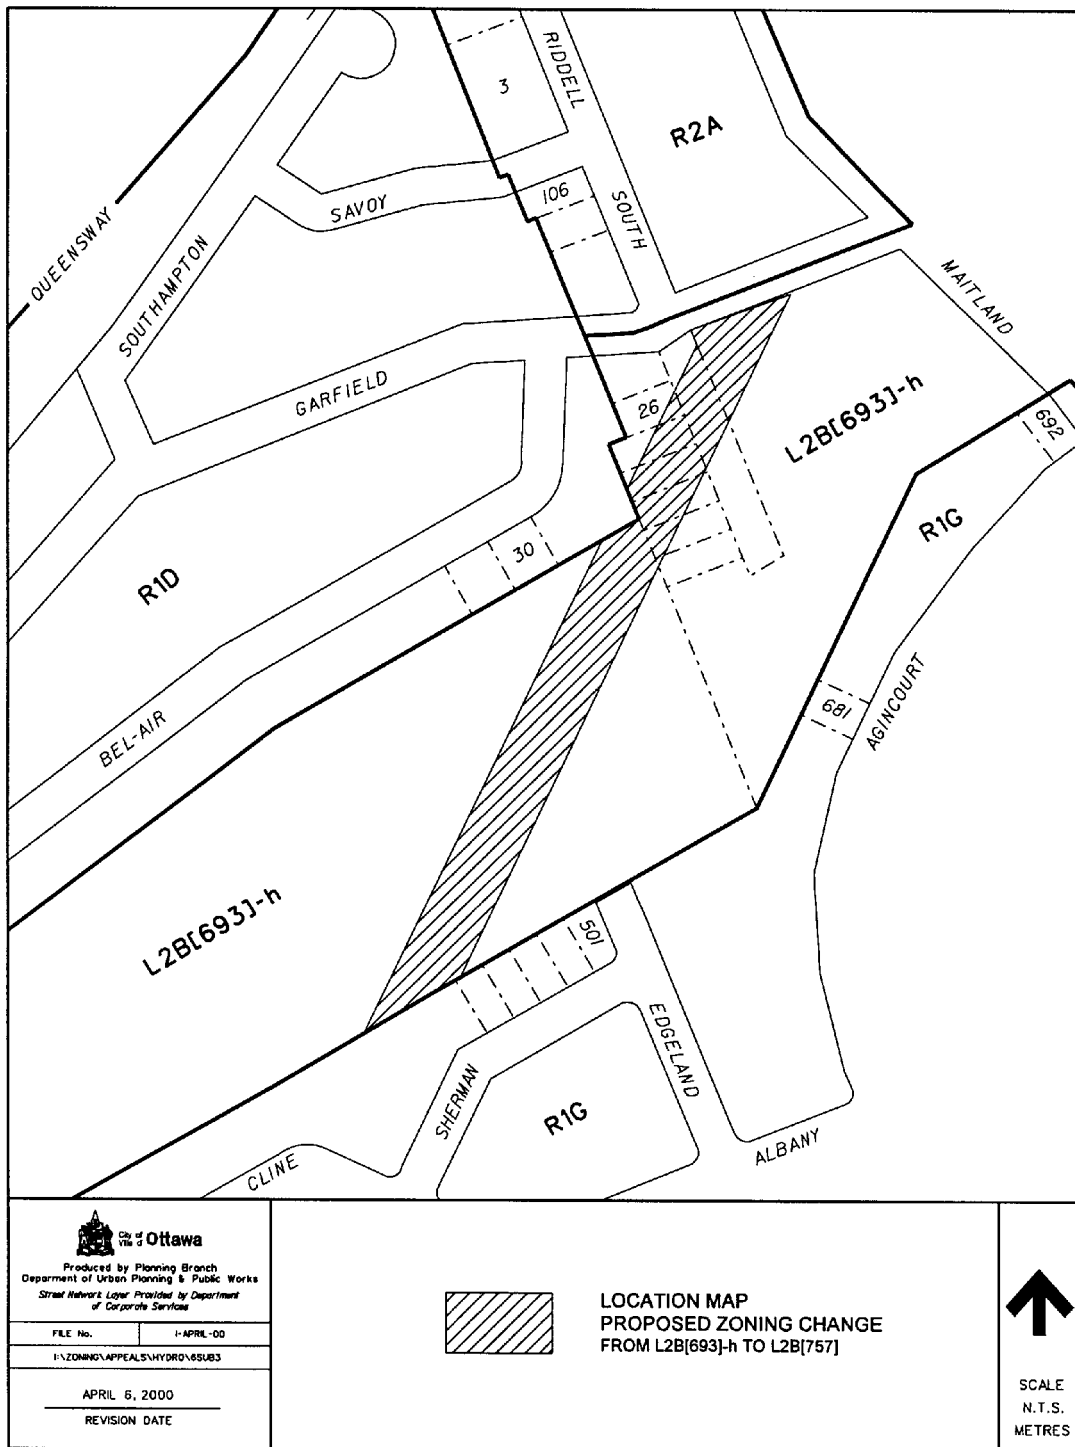 RIDDELL
3
R2A
SAVOY
106
SOUTH
QUEENSWAY
SOUTHAMPTON
MAITLAND
GARFIELD
26
L2B[693]-h
692
R1G
30
R1D
681
AGINCOURT
BEL-AIR
L2B[693]-h
501
EDGELAND
SHERMAN
R1G
ALBANY
CLINE
City of
Ville d'
Ottawa
Produced by Planning Branch
Deparment of Urban Planning & Public Works
Street Network Layer Provided by Department
of Corporate Services
FILE No.
1-APRIL-00
I:\ZONING\APPEALS\HYDRO\6SUB3
APRIL 6, 2000
REVISION DATE
LOCATION MAP
PROPOSED ZONING CHANGE
FROM L2B[693]-h TO L2B[757]
SCALE
N.T.S.
METRES